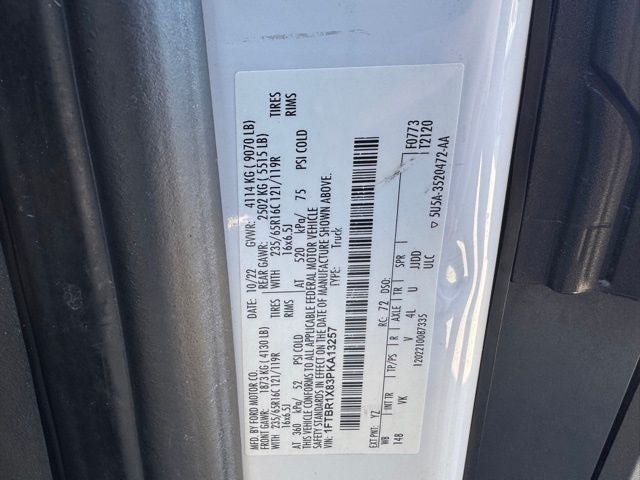 MFD. BY FORD MOTOR CO. DATE: 10/22 GVWR: 4114 KG ( 9070 LB)
FRONT GAWR: 1873 KG ( 4130 LB) REAR GAWR: 2502 KG ( 5515 LB)
235/65R16C 121/119R TIRES WITH 235/65R16C 121/119R TIRES
16x6.5J RIMS 16x6.5J RIMS
AT 360 kPa/ 52 PSI COLD AT 520 kPa/ 75 PSI COLD
THIS VEHICLE CONFORMS TO ALL APPLICABLE FEDERAL MOTOR VEHICLE
SAFETY STANDARDS IN EFFECT ON THE DATE OF MANUFACTURE SHOWN ABOVE.
VIN: 1FTBR1X83PKA13257 TYPE: Truck
F0773
T2120
EXT PNT: YZ RC: 72 DSO:
WB INT TR TP/PS R AXLE TR SPR
148 VK V 4L U JJDD
ULC
120221087335
5U5A-3520472-AA